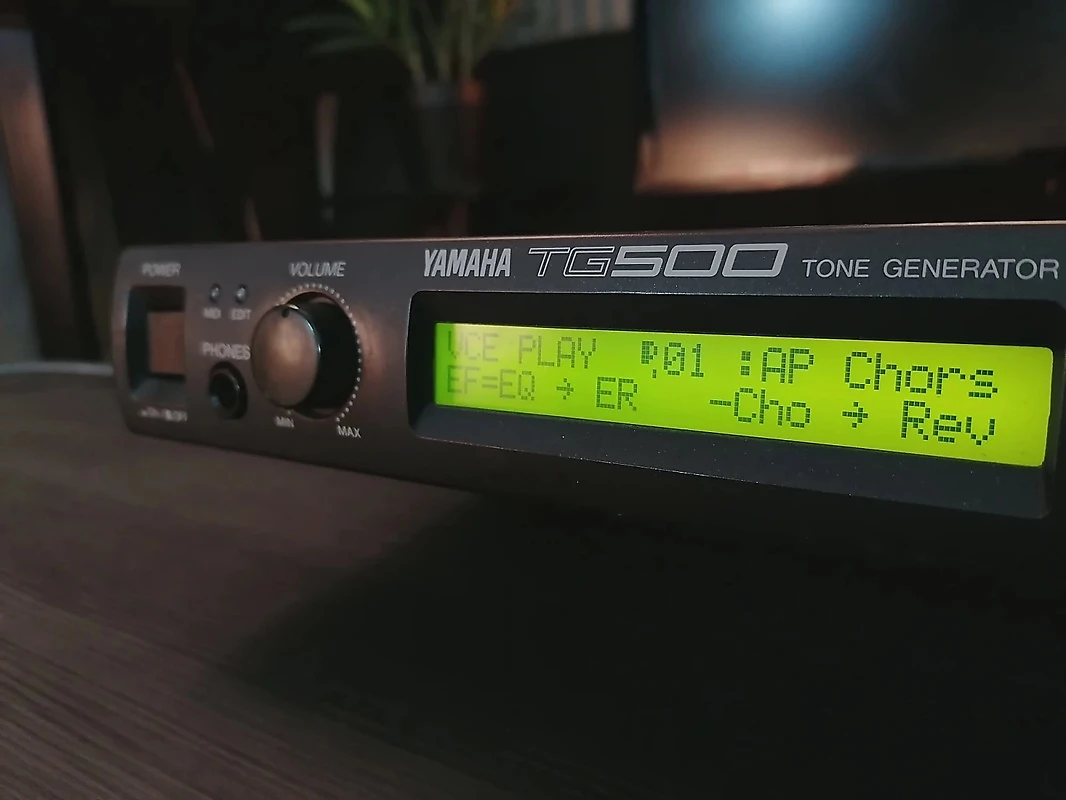 POWER
VOLUME
YAMAHA TG500 TONE GENERATOR
MIDI EDIT
PHONES
MIN
MAX
VCE PLAY 01 :AP Chors
EF=EQ → ER -Cho → Rev